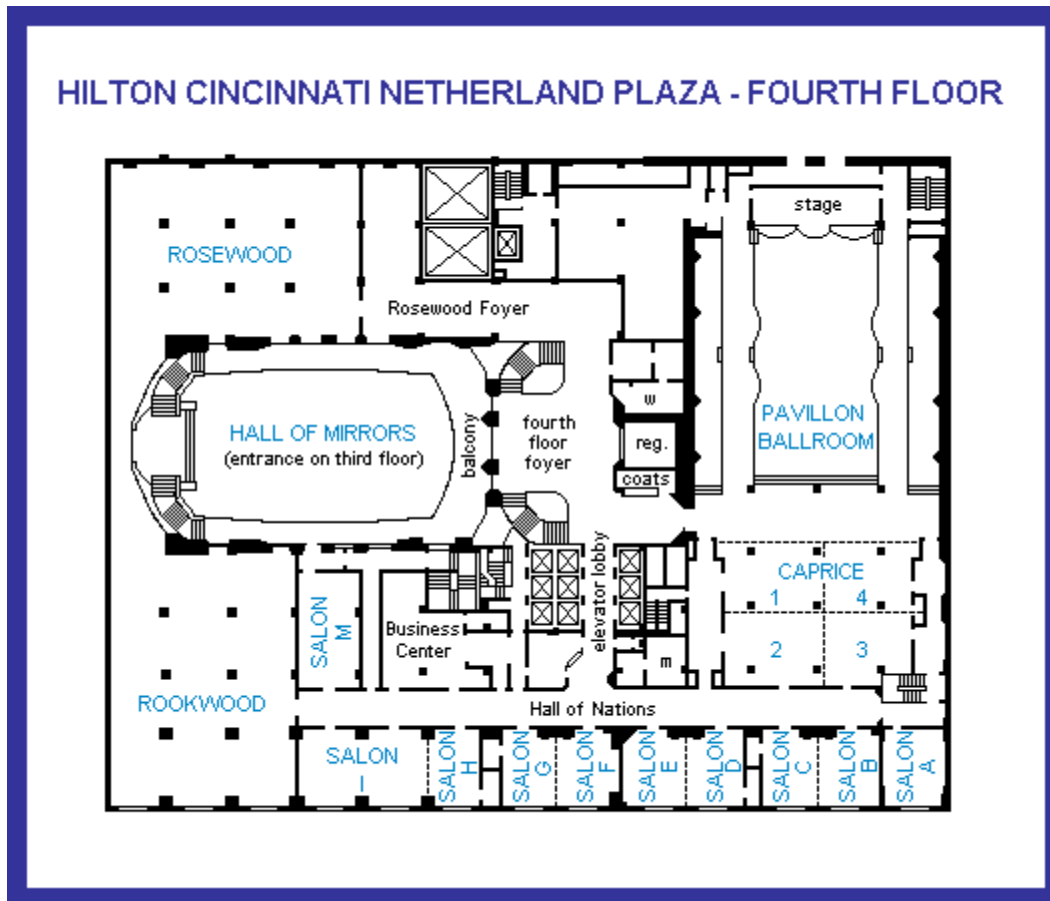 HILTON CINCINNATI NETHERLAND PLAZA - FOURTH FLOOR
stage
ROSEWOOD
Rosewood Foyer
w
PAVILLON
BALLROOM
HALL OF MIRRORS
(entrance on third floor)
balcony
fourth
floor
foyer
reg.
coats
elevator lobby
CAPRICE
1
4
2
3
SALON
M
Business
Center
m
ROOKWOOD
Hall of Nations
SALON
I
SALON
H
SALON
G
SALON
F
SALON
E
SALON
D
SALON
C
SALON
B
SALON
A